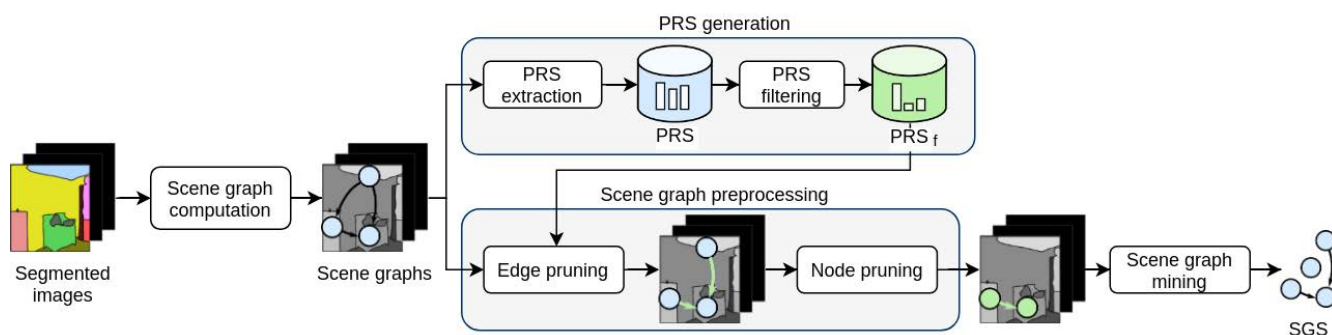 PRS generation
PRS
extraction
PRS
PRS
filtering
PRS f
Segmented
images
Scene graph
computation
Scene graphs
Scene graph preprocessing
Edge pruning
Node pruning
Scene graph
mining
SGS